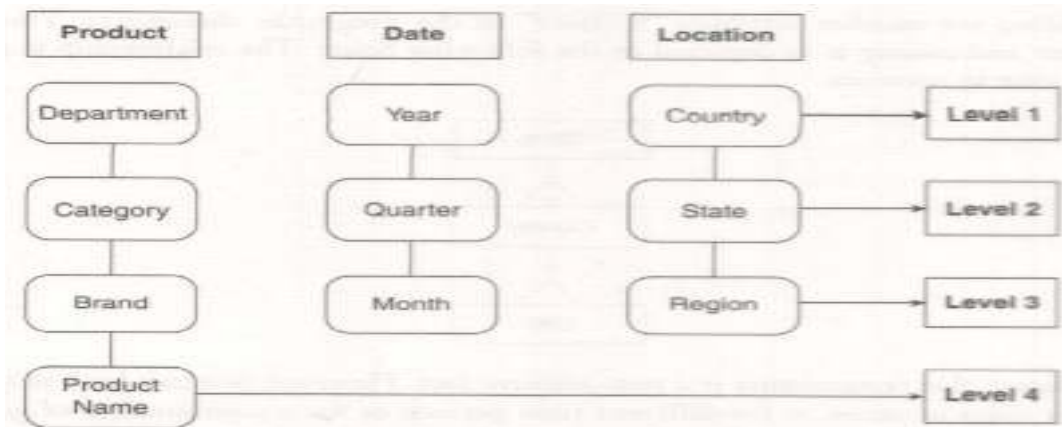 Product Date Location
Department Year Country Level 1
Category Quarter State Level 2
Brand Month Region Level 3
Product
Name
Level 4